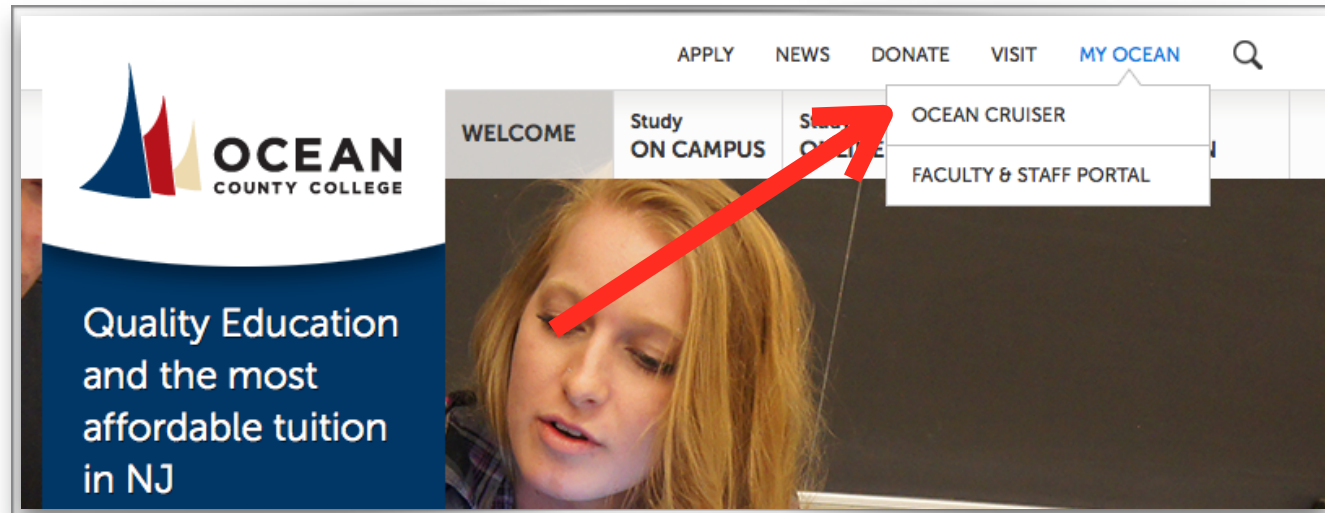 APPLY NEWS DONATE VISIT MY OCEAN
OCEAN CRUISER
FACULTY & STAFF PORTAL
OCEAN
COUNTY COLLEGE
WELCOME
Study
ON CAMPUS
Quality Education
and the most
affordable tuition
in NJ